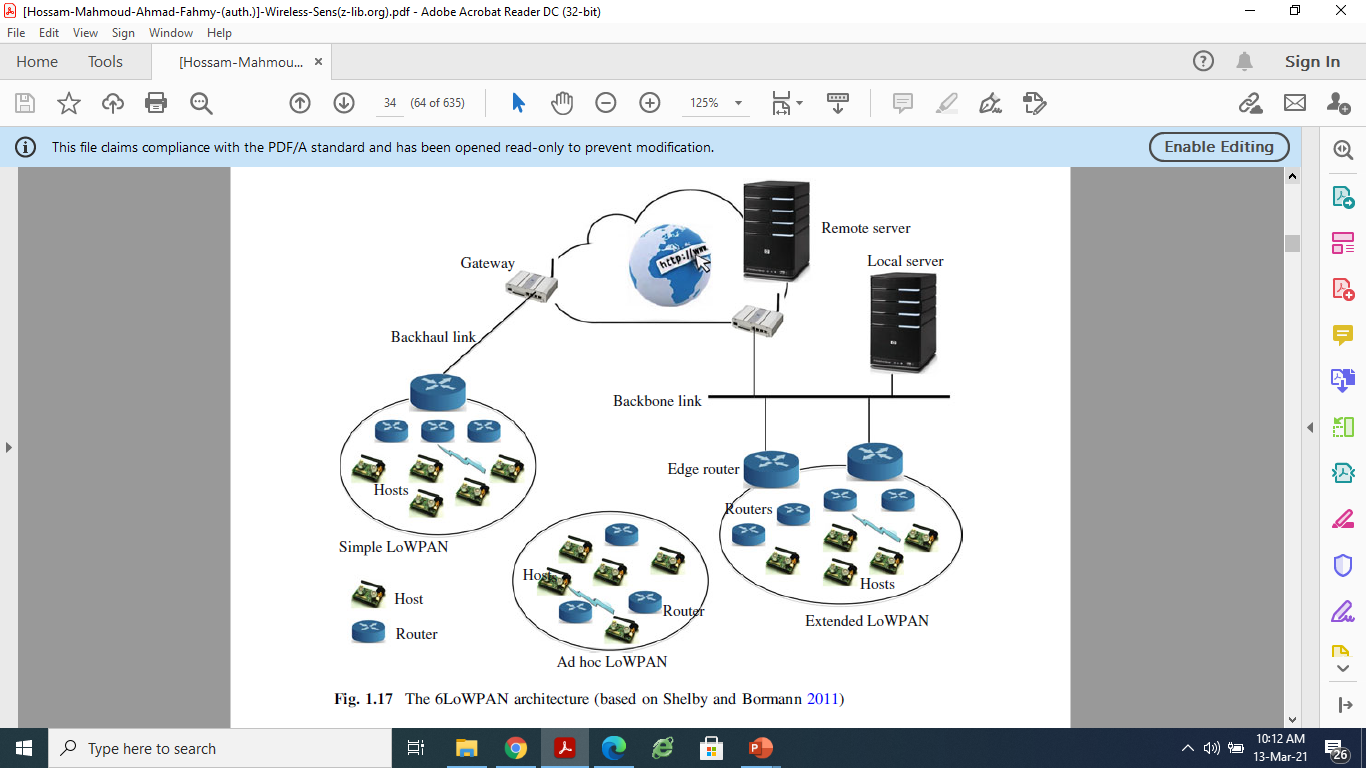 [Hossam-Mahmoud-Ahmad-Fahmy-(auth.)]-Wireless-Sens(z-lib.org).pdf - Adobe Acrobat Reader DC (32-bit)
File Edit View Sign Window Help
Home Tools [Hossam-Mahmou... × Sign In
34 (64 of 635) 125%
This file claims compliance with the PDF/A standard and has been opened read-only to prevent modification. Enable Editing
Remote server
Gateway
http://www
Local server
Backhaul link
Backbone link
Edge router
Hosts
Routers
Simple LoWPAN
Hosts
Hosts
Host
Router
Extended LoWPAN
Router
Ad hoc LoWPAN
Fig. 1.17 The 6LoWPAN architecture (based on Shelby and Bormann 2011)
Type here to search
10:12 AM
13-Mar-21
26